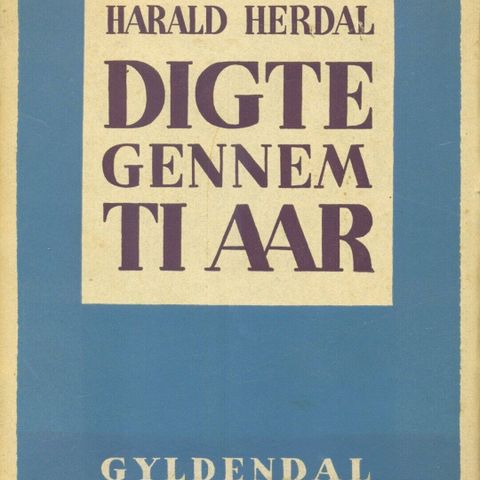 HARALD HERDAL
DIGTE
GENNEM
TI AAR
GYLDENDAL